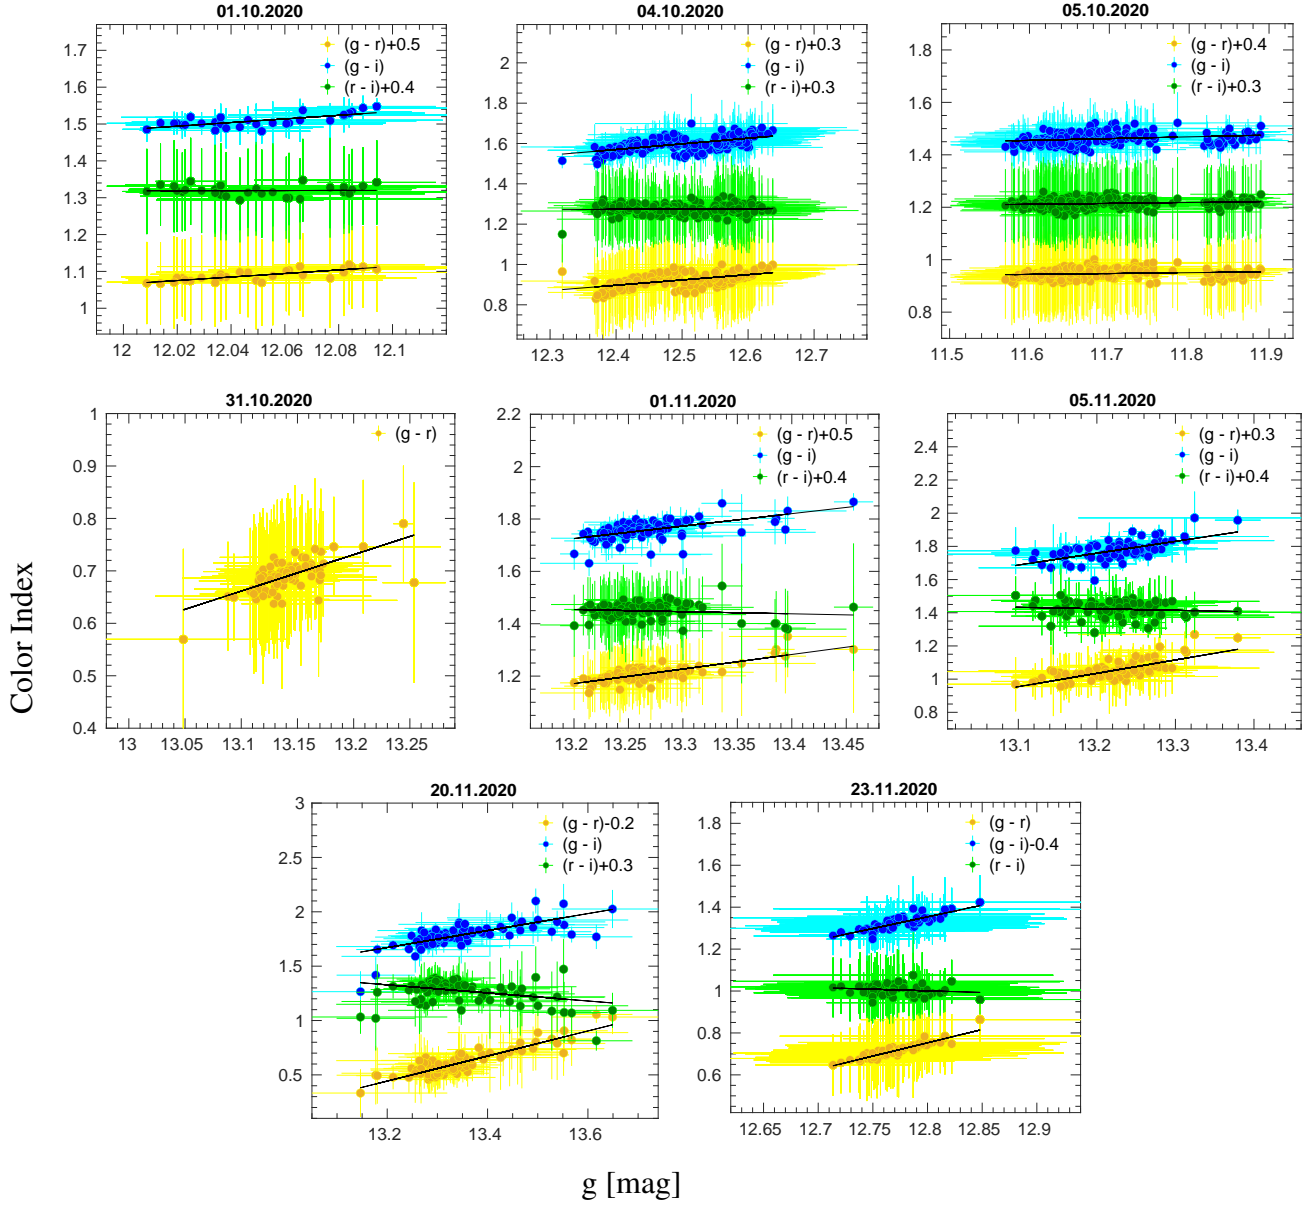 01.10.2020
(g - r)+0.5
(g - i)
(r - i)+0.4
1.7
1.6
1.5
1.4
1.3
1.2
1.1
1
12 12.02 12.04 12.06 12.08 12.1
04.10.2020
(g - r)+0.3
(g - i)
(r - i)+0.3
2
1.8
1.6
1.4
1.2
1
0.8
12.3 12.4 12.5 12.6 12.7
05.10.2020
(g - r)+0.4
(g - i)
(r - i)+0.3
1.8
1.6
1.4
1.2
1
0.8
11.5 11.6 11.7 11.8 11.9
31.10.2020
(g - r)
1
0.9
0.8
0.7
0.6
0.5
0.4
13 13.05 13.1 13.15 13.2 13.25
01.11.2020
(g - r)+0.5
(g - i)
(r - i)+0.4
2.2
2
1.8
1.6
1.4
1.2
13.2 13.25 13.3 13.35 13.4 13.45
05.11.2020
(g - r)+0.3
(g - i)
(r - i)+0.4
2.4
2.2
2
1.8
1.6
1.4
1.2
1
0.8
13.1 13.2 13.3 13.4
20.11.2020
(g - r)-0.2
(g - i)
(r - i)+0.3
3
2.5
2
1.5
1
0.5
13.2 13.4 13.6
23.11.2020
(g - r)
(g - i)-0.4
(r - i)
1.8
1.6
1.4
1.2
1
0.8
0.6
12.65 12.7 12.75 12.8 12.85 12.9
Color Index
g [mag]